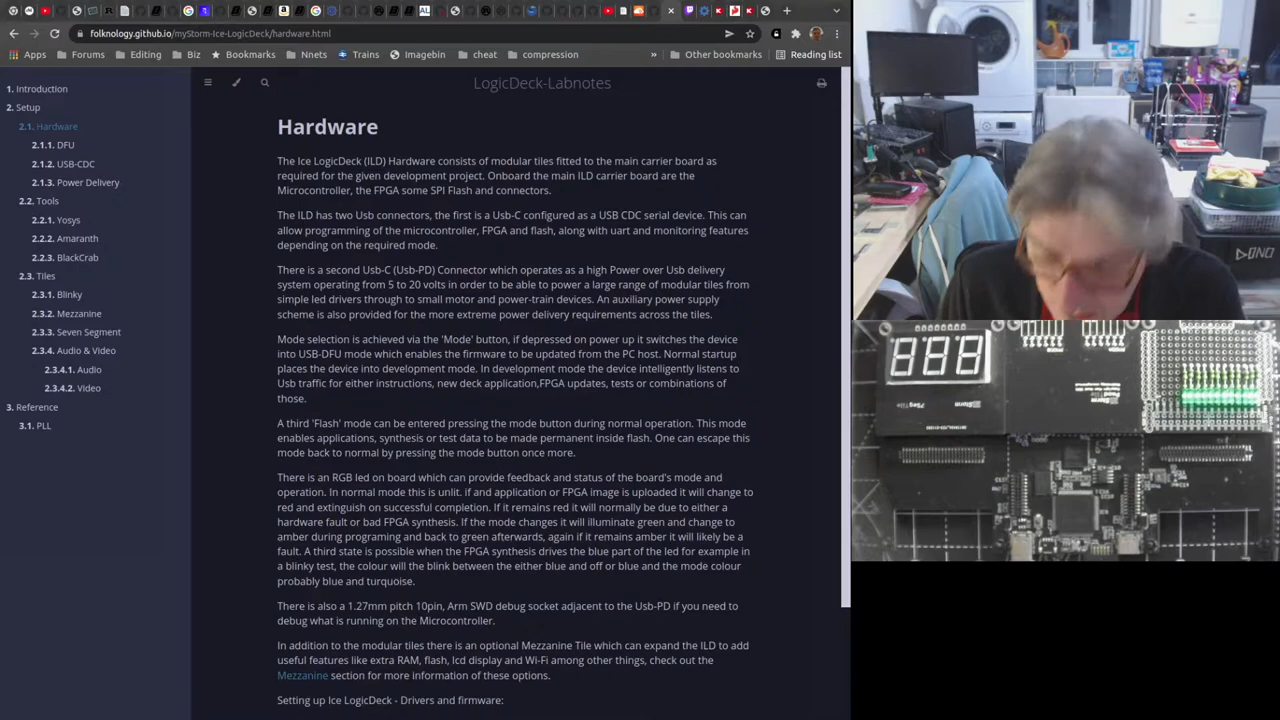 folknology.github.io/myStorm-Ice-LogicDeck/hardware.html
Apps Forums Editing Bookmarks Nnets Trains Imagebin cheat compression » Other bookmarks Reading list
LogicDeck-Labnotes
1. Introduction
2. Setup
2.1. Hardware
2.1.1. DFU
2.1.2. USB-CDC
2.1.3. Power Delivery
2.2. Tools
2.2.1. Yosys
2.2.2. Amaranth
2.2.3. BlackCrab
2.3. Tiles
2.3.1. Blinky
2.3.2. Mezzanine
2.3.3. Seven Segment
2.3.4. Audio & Video
2.3.4.1. Audio
2.3.4.2. Video
3. Reference
3.1. PLL
Hardware
The Ice LogicDeck (ILD) Hardware consists of modular tiles fitted to the main carrier board as
required for the given development project. Onboard the main ILD carrier board are the
Microcontroller, the FPGA some SPI Flash and connectors.
The ILD has two Usb connectors, the first is a Usb-C configured as a USB CDC serial device. This can
allow programming of the microcontroller, FPGA and flash, along with uart and monitoring features
depending on the required mode.
There is a second Usb-C (Usb-PD) Connector which operates as a high Power over Usb delivery
system operating from 5 to 20 volts in order to be able to power a large range of modular tiles from
simple led drivers through to small motor and power-train devices. An auxiliary power supply
scheme is also provided for the more extreme power delivery requirements across the tiles.
Mode selection is achieved via the 'Mode' button, if depressed on power up it switches the device
into USB-DFU mode which enables the firmware to be updated from the PC host. Normal startup
places the device into development mode. In development mode the device intelligently listens to
Usb traffic for either instructions, new deck application,FPGA updates, tests or combinations of
those.
A third 'Flash' mode can be entered pressing the mode button during normal operation. This mode
enables applications, synthesis or test data to be made permanent inside flash. One can escape this
mode back to normal by pressing the mode button once more.
There is an RGB led on board which can provide feedback and status of the board's mode and
operation. In normal mode this is unlit. if and application or FPGA image is uploaded it will change to
red and extinguish on successful completion. If it remains red it will normally be due to either a
hardware fault or bad FPGA synthesis. If the mode changes it will illuminate green and change to
amber during programing and back to green afterwards, again if it remains amber it will likely be a
fault. A third state is possible when the FPGA synthesis drives the blue part of the led for example in
a blinky test, the colour will the blink between the either blue and off or blue and the mode colour
probably blue and turquoise.
There is also a 1.27mm pitch 10pin, Arm SWD debug socket adjacent to the Usb-PD if you need to
debug what is running on the Microcontroller.
In addition to the modular tiles there is an optional Mezzanine Tile which can expand the ILD to add
useful features like extra RAM, flash, lcd display and Wi-Fi among other things, check out the
Mezzanine section for more information of these options.
Setting up Ice LogicDeck - Drivers and firmware: